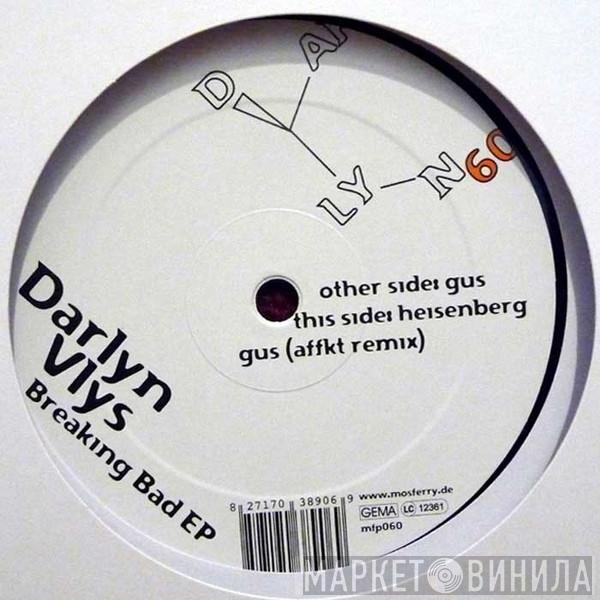 D AR
LY N60
other side: gus
this side: heisenberg
gus (affkt remix)
Darlyn
Vlys
Breaking Bad EP
8 27170 38906 9
www.mosferry.de
GEMA LC 12361
mfp060
МАРКЕТ ВИНИЛА